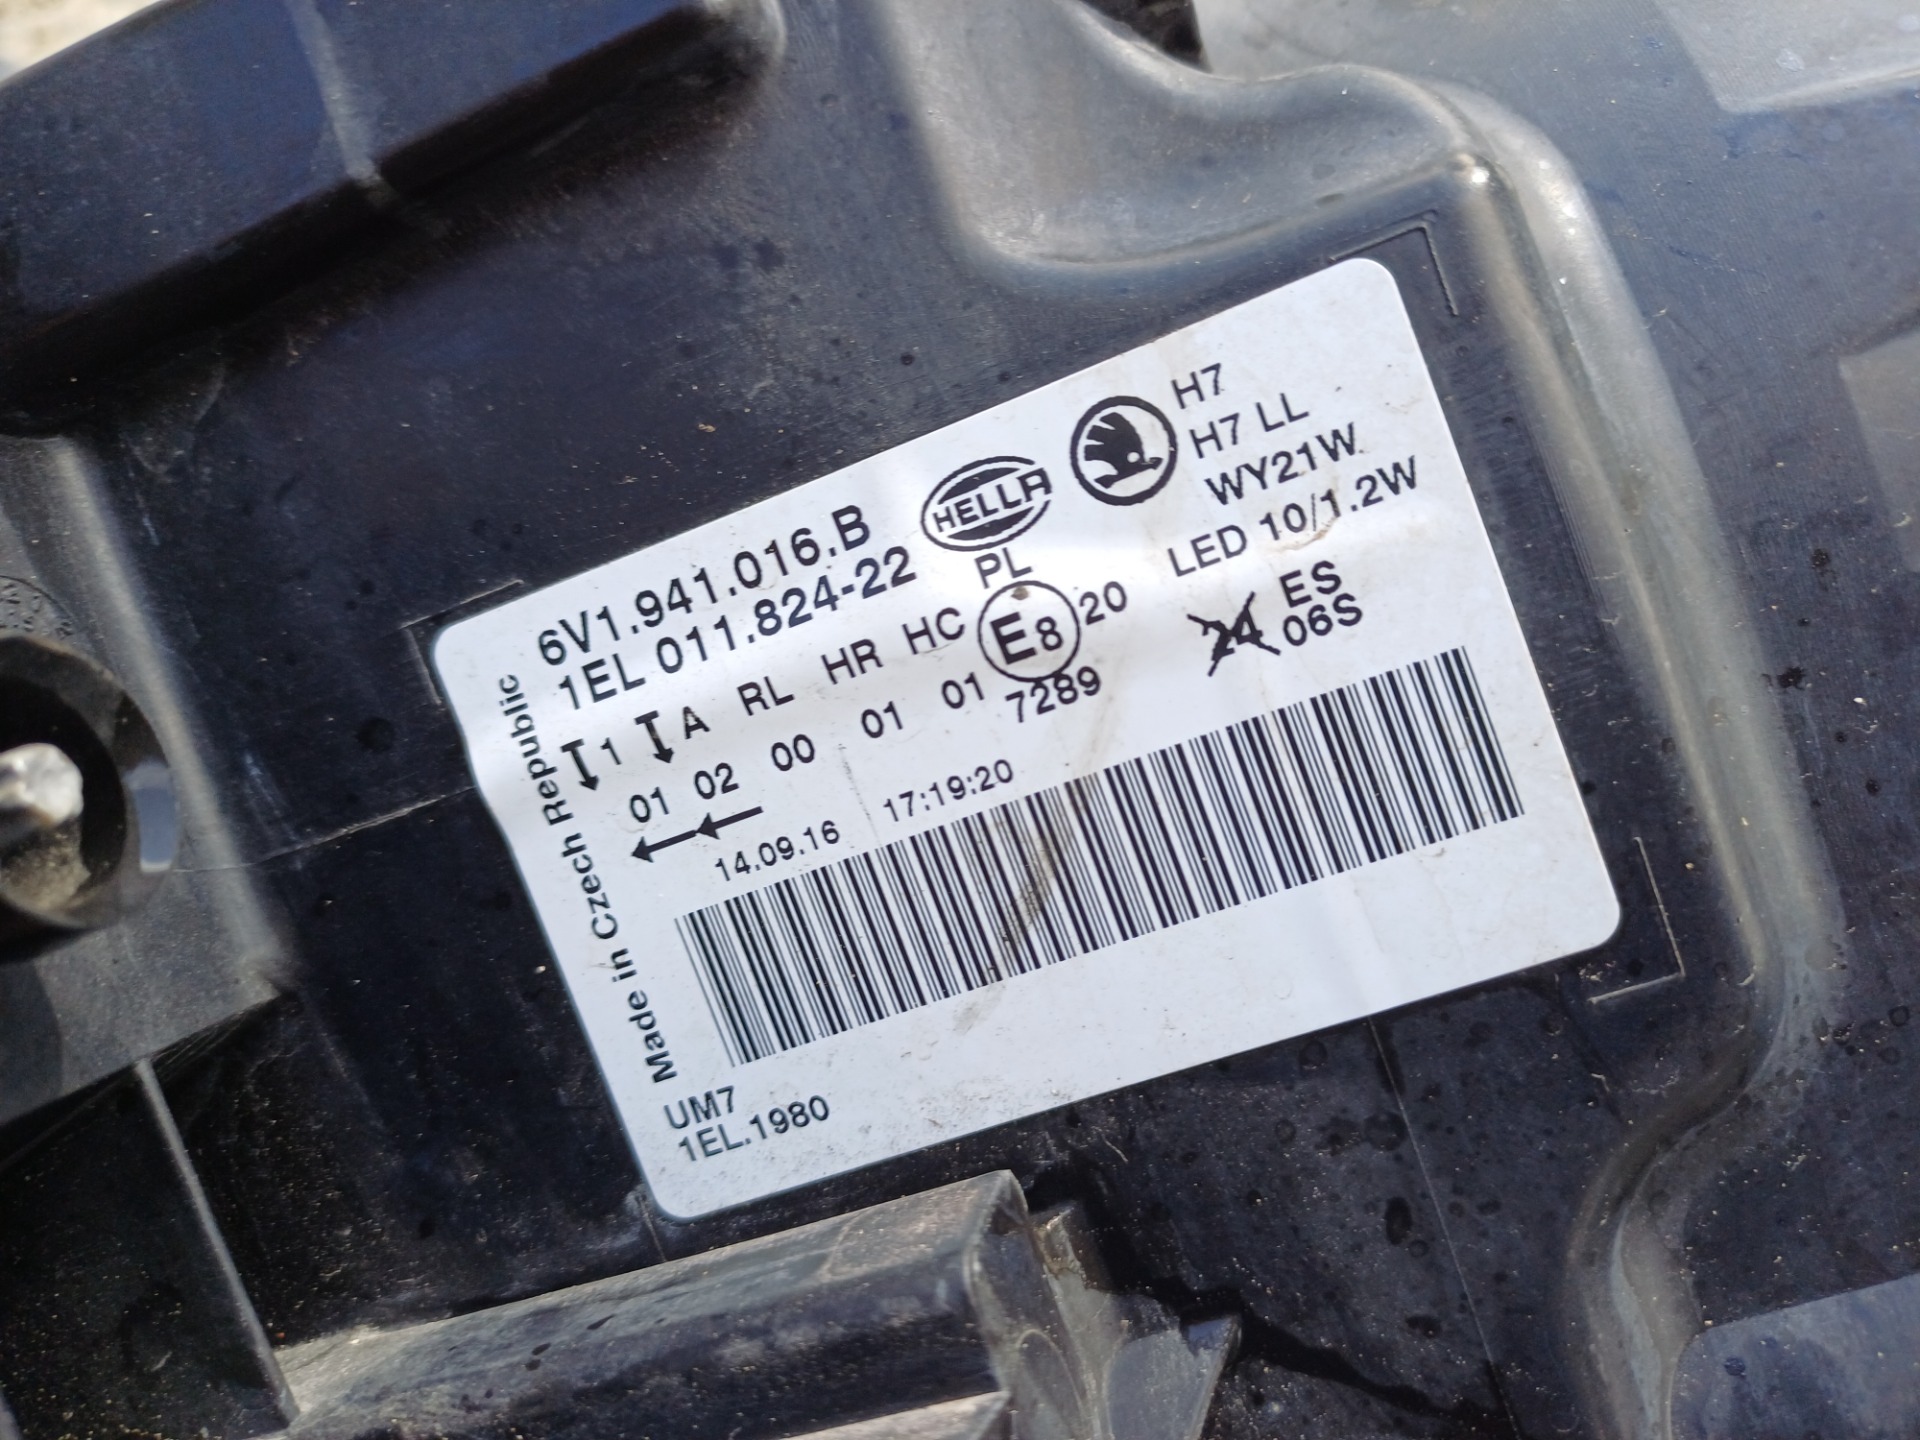 6V1.941.016.B
1EL 011.824-22
HELLA
H7
H7 LL
WY21W
LED 10/1.2W
1 A RL HR HC PL
01 02 00 01 01 E8 20
7289
24 ES
06S
14.09.16 17:19:20
Made in Czech Republic
UM7
1EL.1980